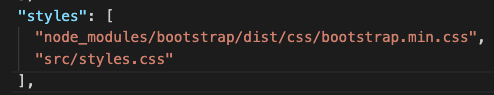 "styles": [
"node_modules/bootstrap/dist/css/bootstrap.min.css",
"src/styles.css"
],